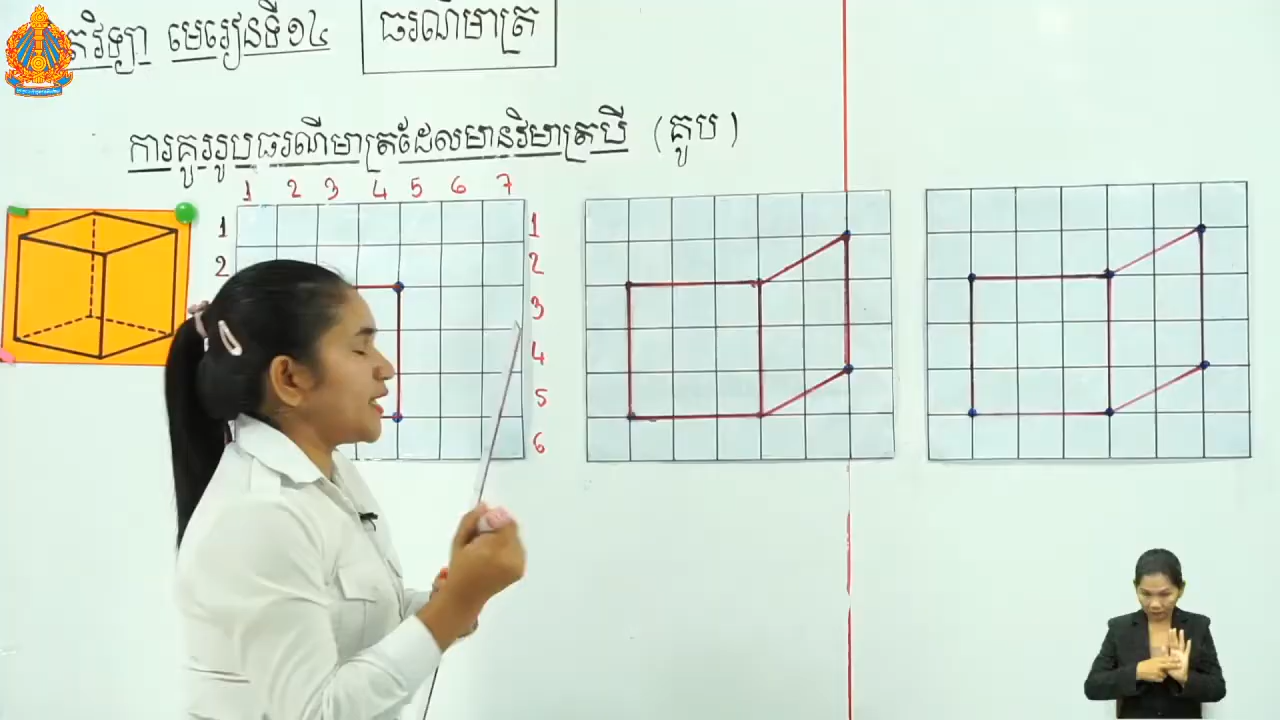 មេរៀនទី១៤ ធរណីមាត្រ
ការគូររូបធរណីមាត្រដែលមានវិមាត្របី (គូប)
1 2 3 4 5 6 7
1 1
2 2
3
4
5
6